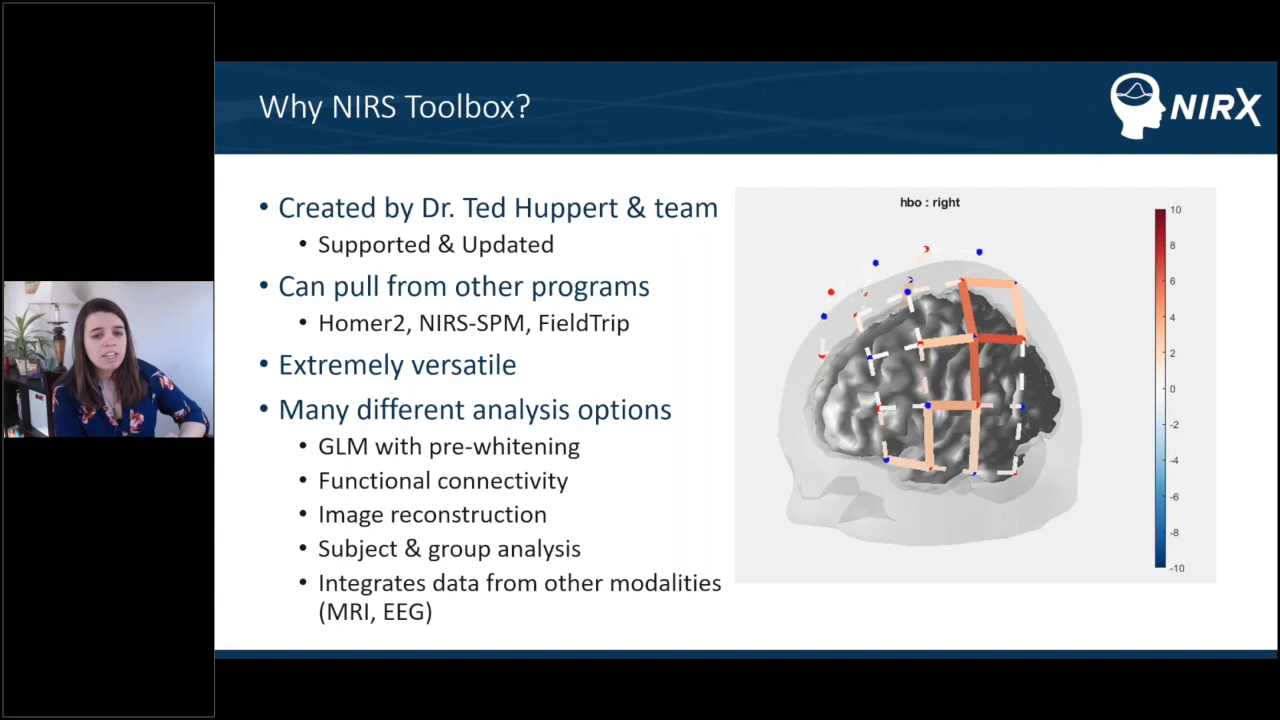 Why NIRS Toolbox?
NIRX
• Created by Dr. Ted Huppert & team
• Supported & Updated
• Can pull from other programs
• Homer2, NIRS-SPM, FieldTrip
• Extremely versatile
• Many different analysis options
• GLM with pre-whitening
• Functional connectivity
• Image reconstruction
• Subject & group analysis
• Integrates data from other modalities
(MRI, EEG)
hbo : right
10
8
6
4
2
0
-2
-4
-6
-8
-10